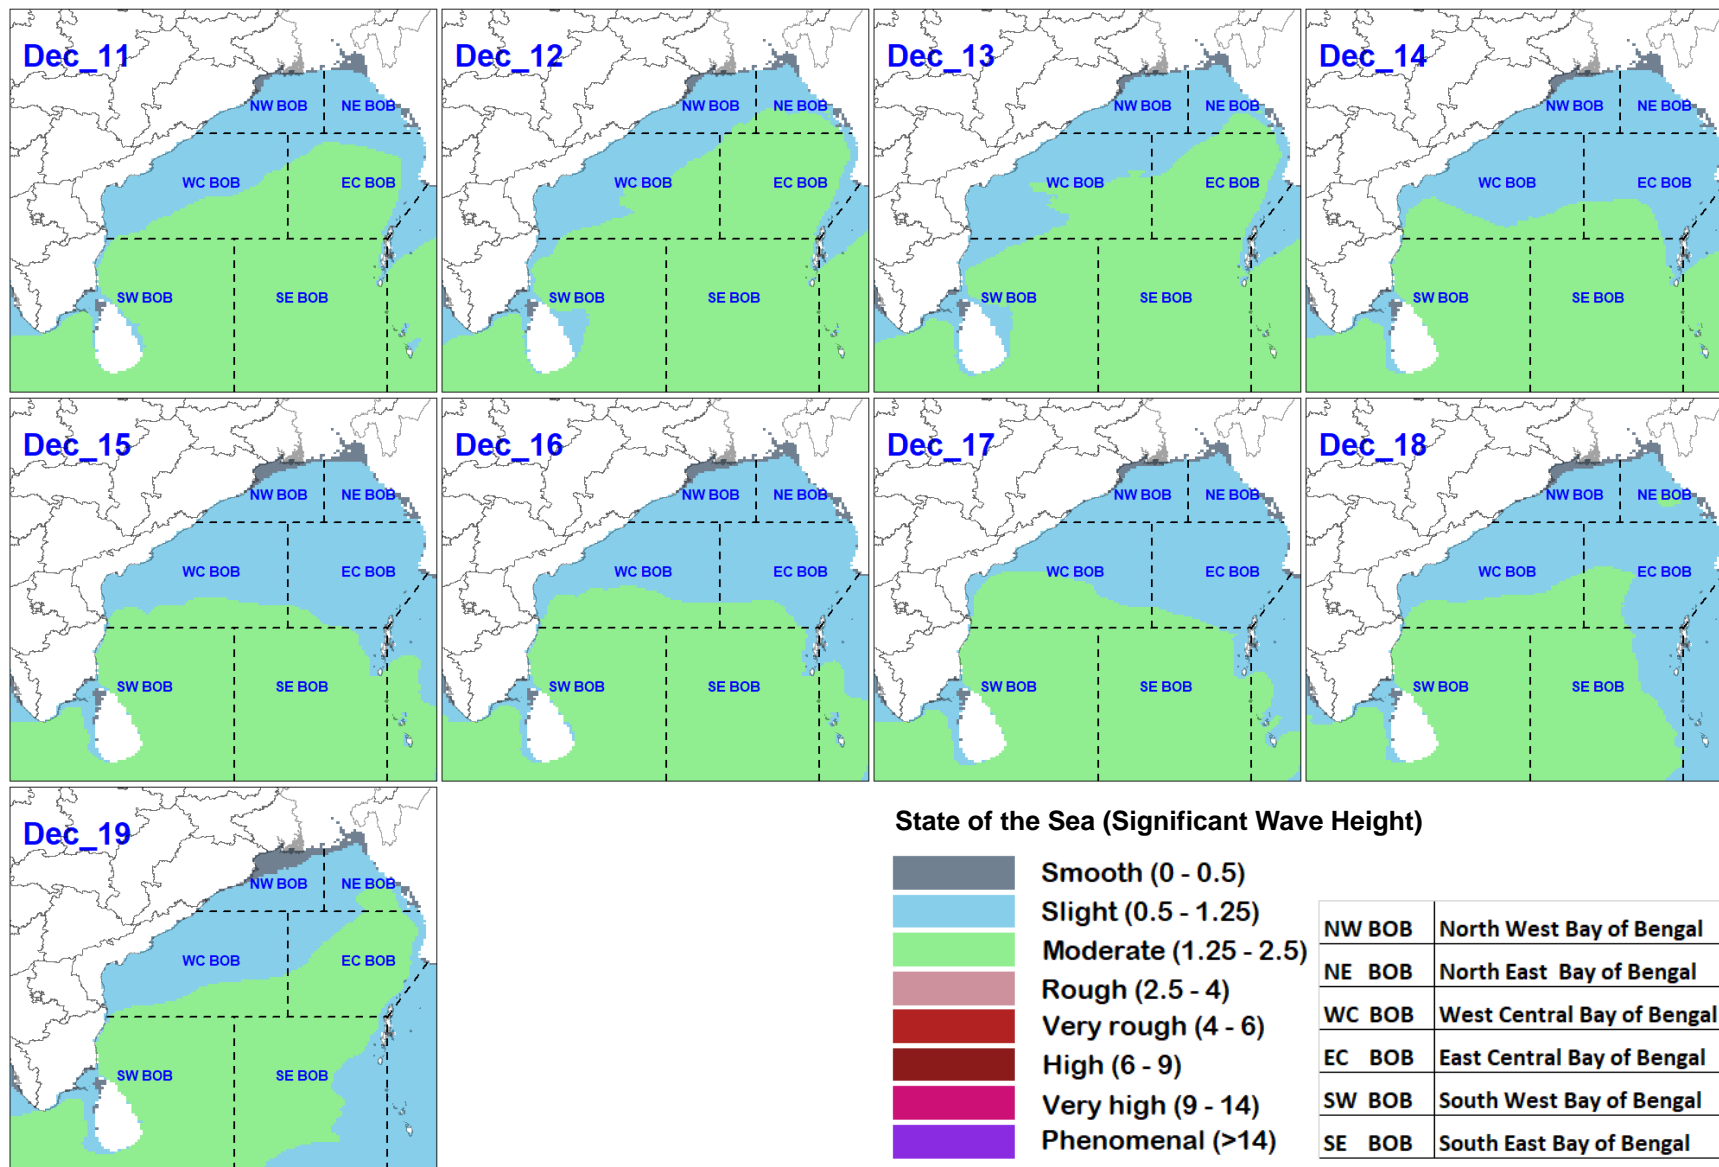 Dec_11
NW BOB
NE BOB
WC BOB
EC BOB
SW BOB
SE BOB
Dec_12
NW BOB
NE BOB
WC BOB
EC BOB
SW BOB
SE BOB
Dec_13
NW BOB
NE BOB
WC BOB
EC BOB
SW BOB
SE BOB
Dec_14
NW BOB
NE BOB
WC BOB
EC BOB
SW BOB
SE BOB
Dec_15
NW BOB
NE BOB
WC BOB
EC BOB
SW BOB
SE BOB
Dec_16
NW BOB
NE BOB
WC BOB
EC BOB
SW BOB
SE BOB
Dec_17
NW BOB
NE BOB
WC BOB
EC BOB
SW BOB
SE BOB
Dec_18
NW BOB
NE BOB
WC BOB
EC BOB
SW BOB
SE BOB
Dec_19
NW BOB
NE BOB
WC BOB
EC BOB
SW BOB
SE BOB
State of the Sea (Significant Wave Height)
Smooth (0 - 0.5)
Slight (0.5 - 1.25)
Moderate (1.25 - 2.5)
Rough (2.5 - 4)
Very rough (4 - 6)
High (6 - 9)
Very high (9 - 14)
Phenomenal (>14)
NW BOB North West Bay of Bengal
NE BOB North East Bay of Bengal
WC BOB West Central Bay of Bengal
EC BOB East Central Bay of Bengal
SW BOB South West Bay of Bengal
SE BOB South East Bay of Bengal